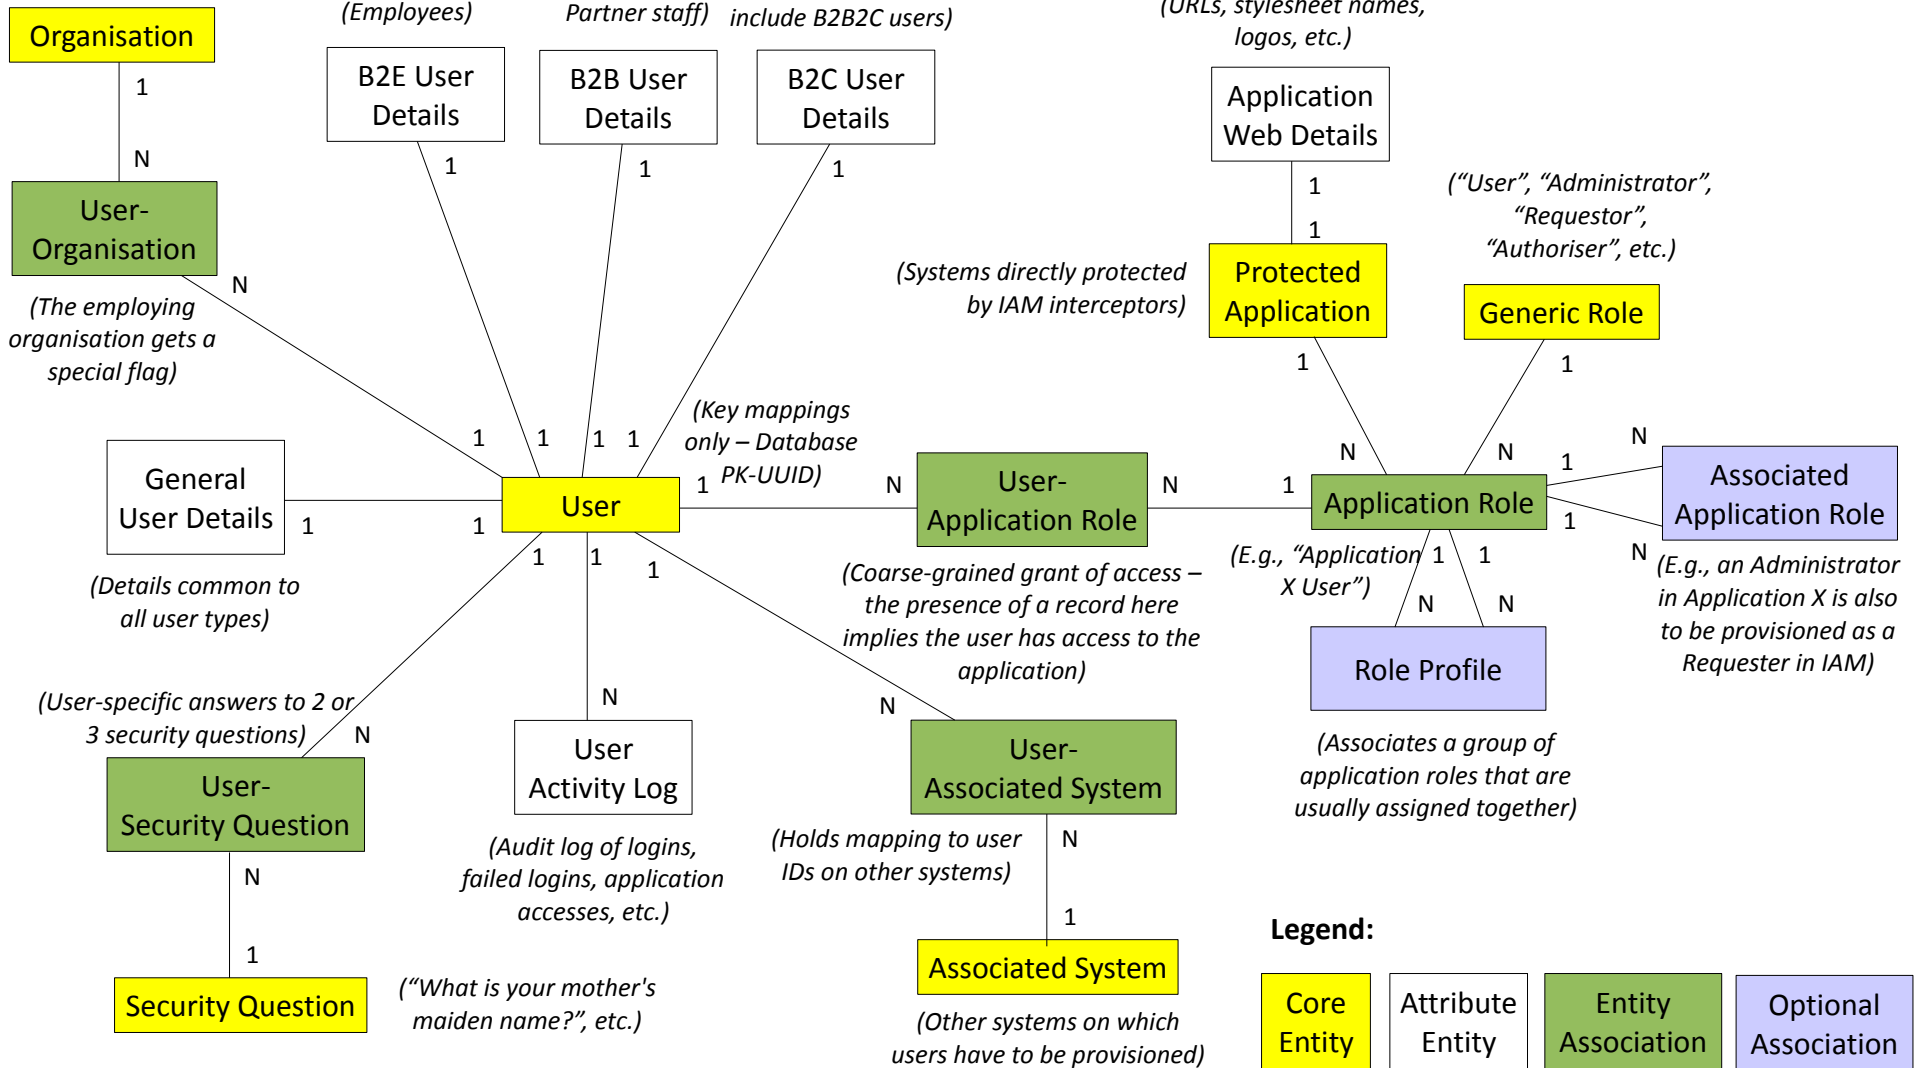 (Employees)
Partner staff)
include B2B2C users)
(URLs, stylesheet names,
logos, etc.)
Organisation
1
N
User-
Organisation
(The employing
organisation gets a
special flag)
N
B2E User
Details
1
B2B User
Details
1
B2C User
Details
1
Application
Web Details
1
1
(Systems directly protected
by IAM interceptors)
Protected
Application
1
("User", "Administrator",
"Requestor",
"Authoriser", etc.)
Generic Role
1
General
User Details
1
(Details common to
all user types)
1
1
1
1
1
User
1
1
1
1
(Key mappings
only – Database
PK-UUID)
N
User-
Application Role
N
(Coarse-grained grant of access –
the presence of a record here
implies the user has access to the
application)
1
N
N
Application Role
1
1
(E.g., "Application
X User")
1
1
N
N
Associated
Application Role
(E.g., an Administrator
in Application X is also
to be provisioned as a
Requester in IAM)
N
N
Role Profile
(Associates a group of
application roles that are
usually assigned together)
(User-specific answers to 2 or
3 security questions)
N
User-
Security Question
N
1
Security Question
("What is your mother's
maiden name?", etc.)
N
User
Activity Log
(Audit log of logins,
failed logins, application
accesses, etc.)
N
User-
Associated System
(Holds mapping to user
IDs on other systems)
N
1
Associated System
(Other systems on which
users have to be provisioned)
Legend:
Core
Entity
Attribute
Entity
Entity
Association
Optional
Association